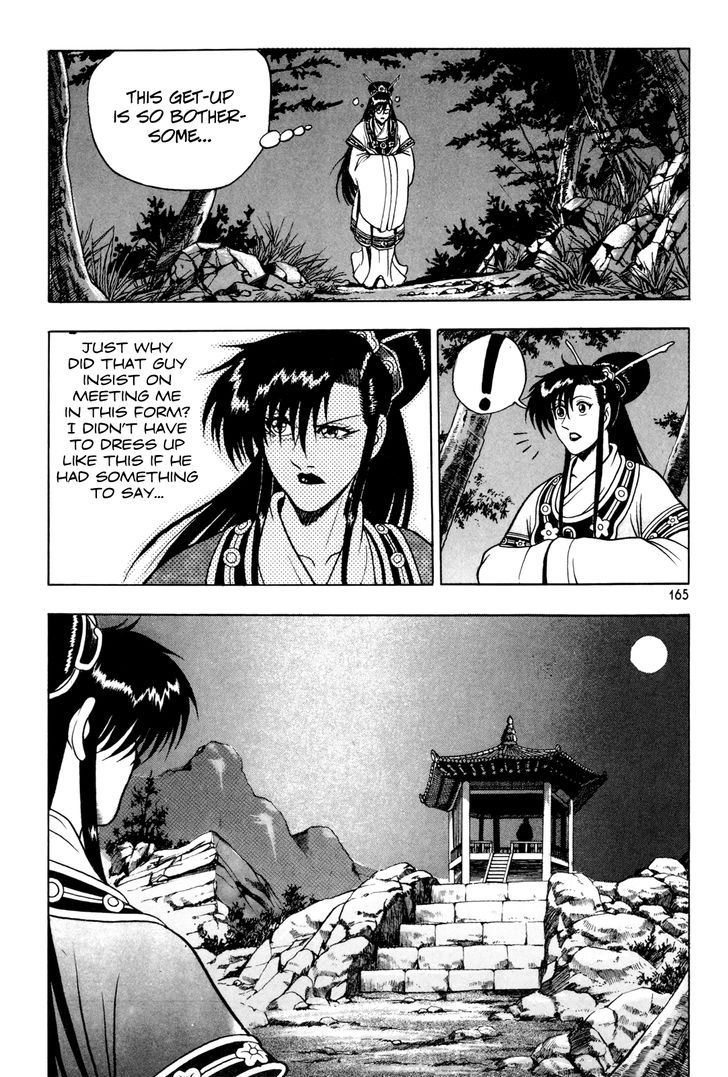 THIS GET-UP
IS SO BOTHER-
SOME...
JUST WHY
DID THAT GUY
INSIST ON
MEETING ME
IN THIS FORM?
I DIDN'T HAVE
TO DRESS UP
LIKE THIS IF HE
HAD SOMETHING
TO SAY...
!
165